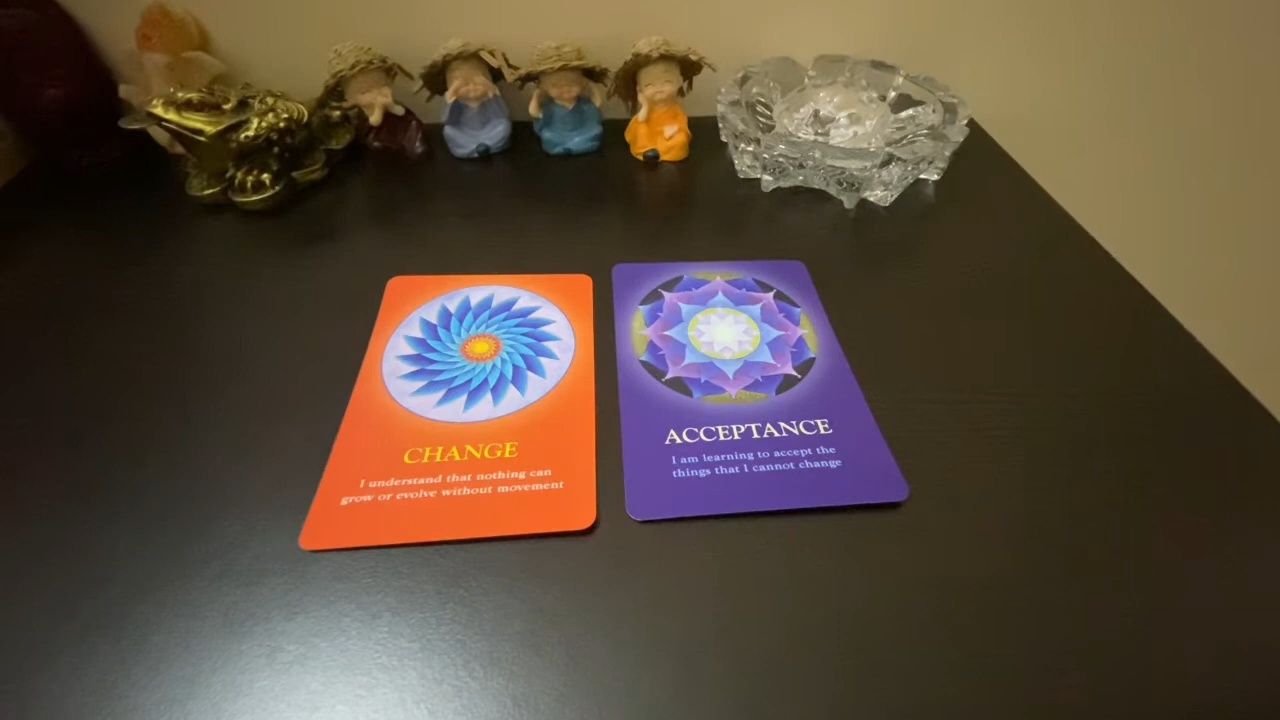 CHANGE
I understand that nothing can
grow or evolve without movement
ACCEPTANCE
I am learning to accept the
things that I cannot change